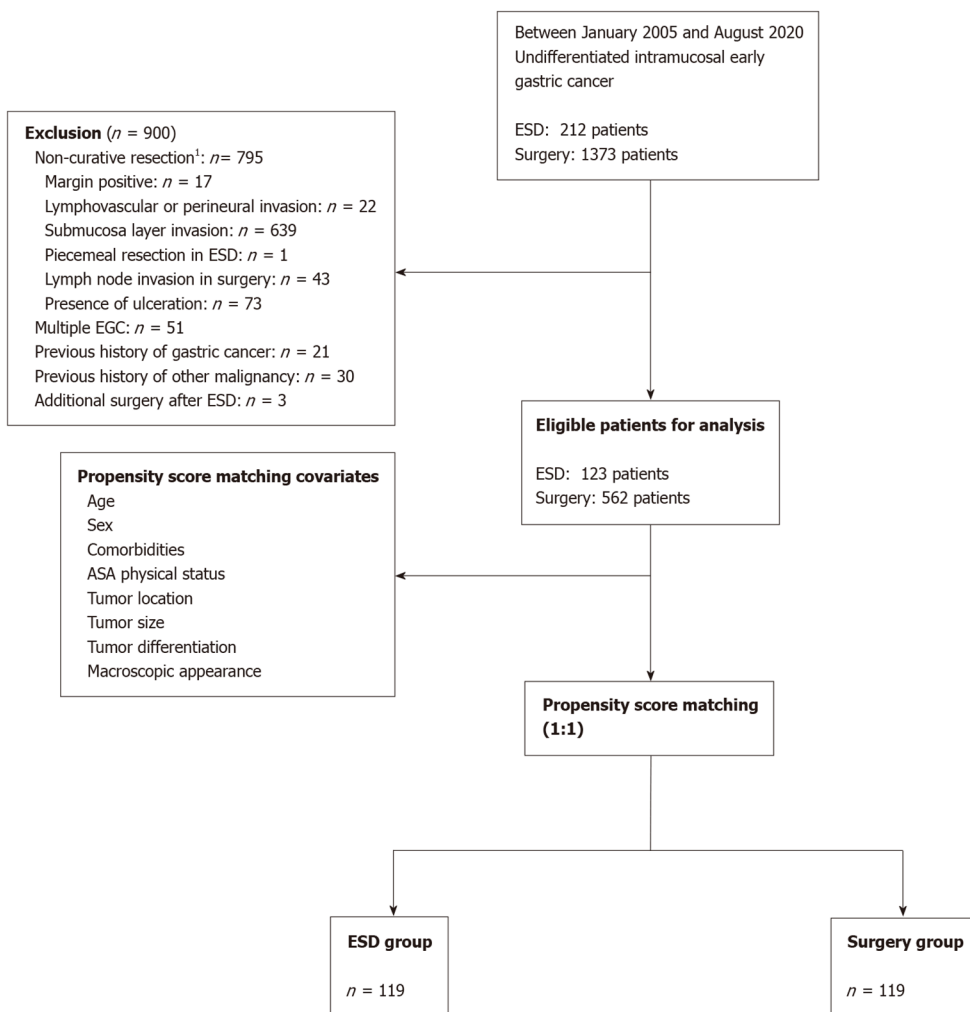 Between January 2005 and August 2020
Undifferentiated intramucosal early
gastric cancer
ESD: 212 patients
Surgery: 1373 patients
Exclusion (n = 900)
Non-curative resection¹: n= 795
Margin positive: n = 17
Lymphovascular or perineural invasion: n = 22
Submucosa layer invasion: n = 639
Piecemeal resection in ESD: n = 1
Lymph node invasion in surgery: n = 43
Presence of ulceration: n = 73
Multiple EGC: n = 51
Previous history of gastric cancer: n = 21
Previous history of other malignancy: n = 30
Additional surgery after ESD: n = 3
Eligible patients for analysis
ESD: 123 patients
Surgery: 562 patients
Propensity score matching covariates
Age
Sex
Comorbidities
ASA physical status
Tumor location
Tumor size
Tumor differentiation
Macroscopic appearance
Propensity score matching
(1:1)
ESD group
n = 119
Surgery group
n = 119